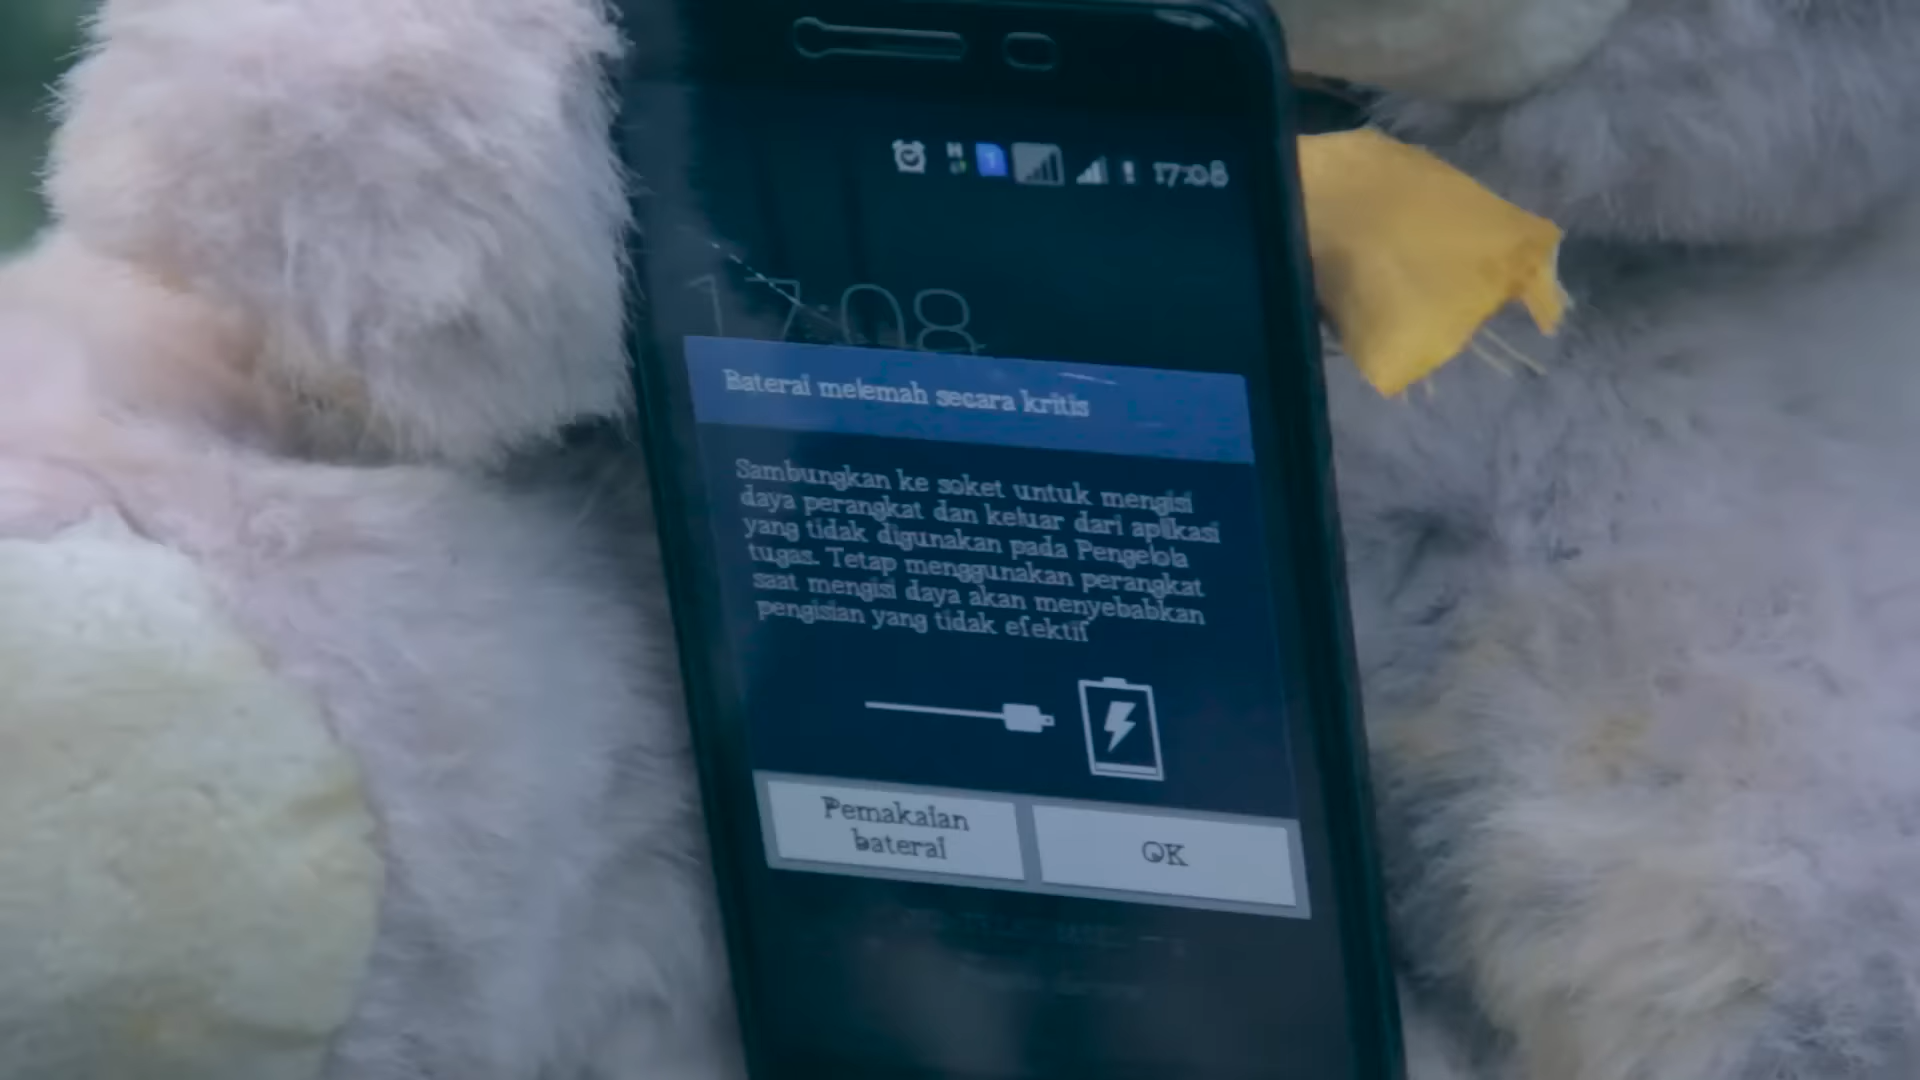 H 1 17:08
17:08
Baterai melemah secara kritis
Sambungkan ke soket untuk mengisi
daya perangkat dan keluar dari aplikasi
yang tidak digunakan pada Pengelola
tugas. Tetap menggunakan perangkat
saat mengisi daya akan menyebabkan
pengisian yang tidak efektif
Pemakaian
baterai
OK